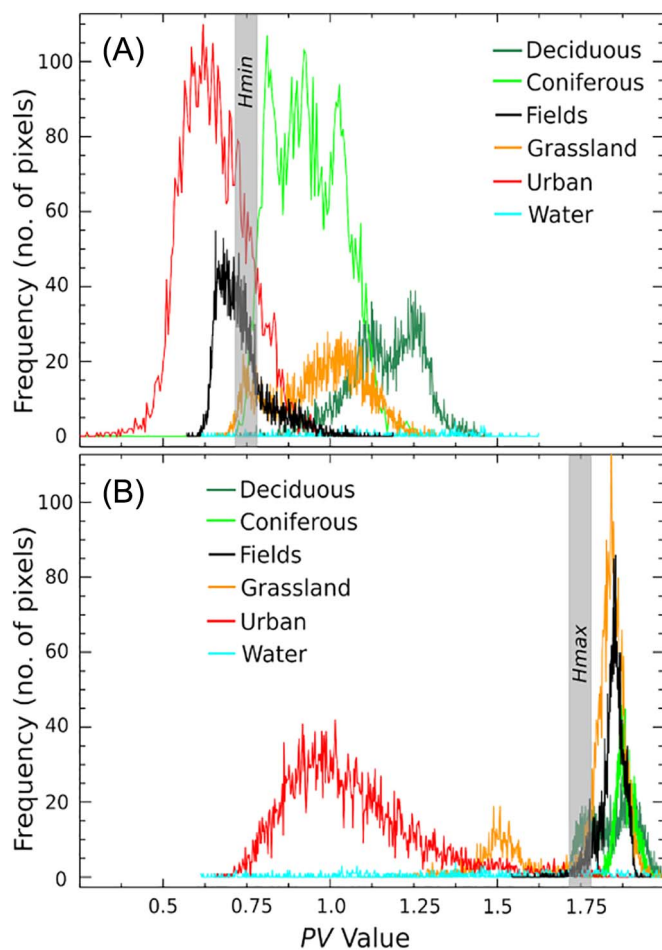 (A)
Hmin
Deciduous
Coniferous
Fields
Grassland
Urban
Water
Frequency (no. of pixels)
100
80
60
40
20
0
(B)
Deciduous
Coniferous
Fields
Grassland
Urban
Water
Hmax
Frequency (no. of pixels)
100
80
60
40
20
0
0.5 0.75 1.0 1.25 1.5 1.75
PV Value